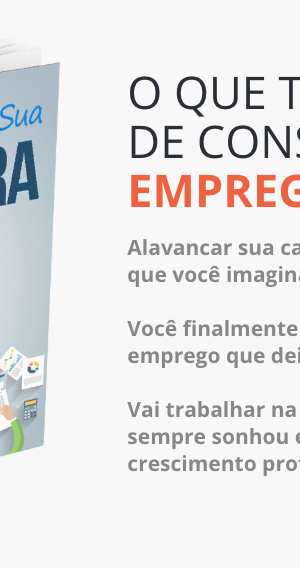 Sua
RA
O QUE T
DE CONS
EMPREG
Alavancar sua ca
que você imagina
Você finalmente
emprego que dei
Vai trabalhar na
sempre sonhou e
crescimento prof